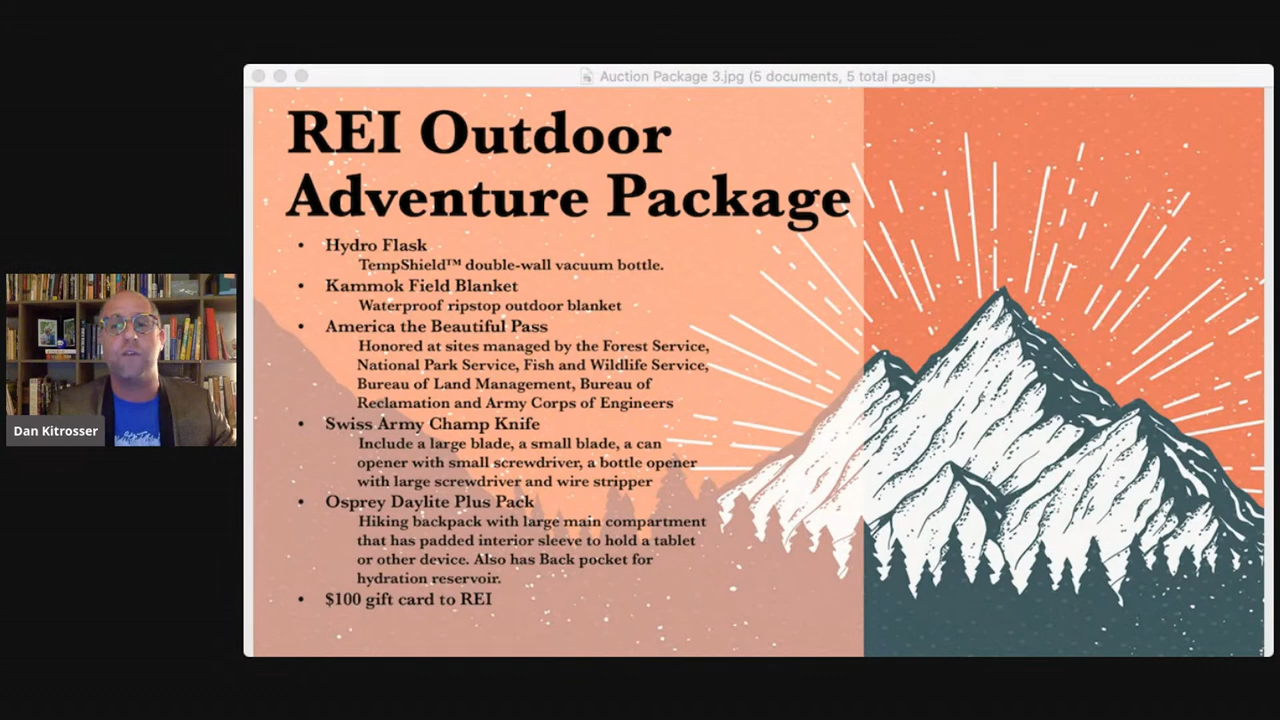 Auction Package 3.jpg (5 documents, 5 total pages)
REI Outdoor
Adventure Package
• Hydro Flask
TempShield™ double-wall vacuum bottle.
• Kammok Field Blanket
Waterproof ripstop outdoor blanket
• America the Beautiful Pass
Honored at sites managed by the Forest Service,
National Park Service, Fish and Wildlife Service,
Bureau of Land Management, Bureau of
Reclamation and Army Corps of Engineers
• Swiss Army Champ Knife
Include a large blade, a small blade, a can
opener with small screwdriver, a bottle opener
with large screwdriver and wire stripper
• Osprey Daylite Plus Pack
Hiking backpack with large main compartment
that has padded interior sleeve to hold a tablet
or other device. Also has Back pocket for
hydration reservoir.
• $100 gift card to REI
Dan Kitrosser